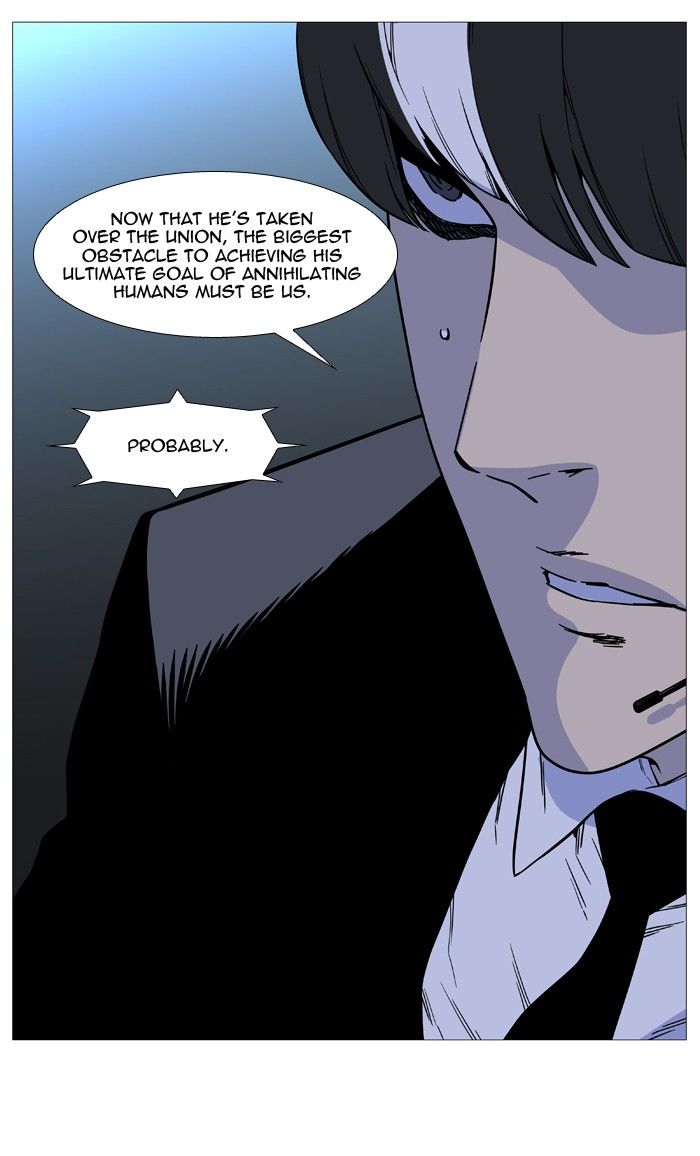 NOW THAT HE'S TAKEN
OVER THE UNION, THE BIGGEST
OBSTACLE TO ACHIEVING HIS
ULTIMATE GOAL OF ANNIHILATING
HUMANS MUST BE US.
PROBABLY.